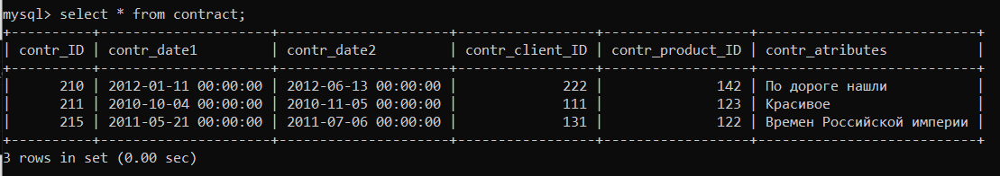 mysql> select * from contract;
+----------+---------------------+---------------------+-----------------+------------------+---------------------------+
| contr_ID | contr_date1         | contr_date2         | contr_client_ID | contr_product_ID | contr_atributes           |
+----------+---------------------+---------------------+-----------------+------------------+---------------------------+
|      210 | 2012-01-11 00:00:00 | 2012-06-13 00:00:00 |             222 |              142 | По дороге нашли           |
|      211 | 2010-10-04 00:00:00 | 2010-11-05 00:00:00 |             111 |              123 | Красивое                  |
|      215 | 2011-05-21 00:00:00 | 2011-07-06 00:00:00 |             131 |              122 | Времен Российской империи |
+----------+---------------------+---------------------+-----------------+------------------+---------------------------+
3 rows in set (0.00 sec)